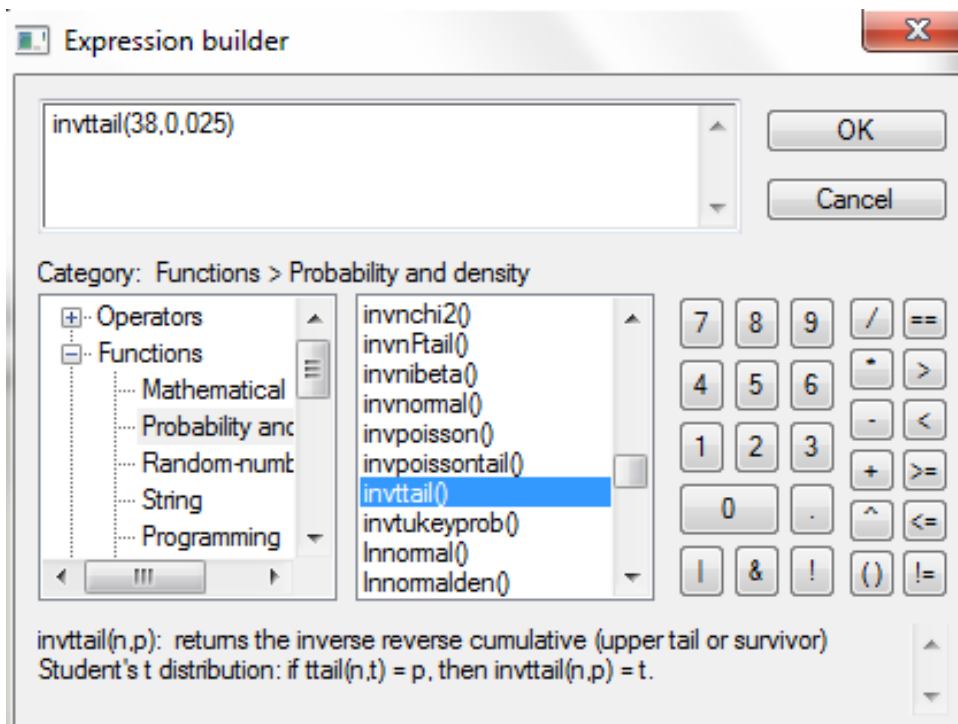 Expression builder
invttail(38,0,025)
OK
Cancel
Category: Functions > Probability and density
Operators
Functions
Mathematical
Probability and
Random-numb
String
Programming
invnchi2()
invnFtail()
invnibeta()
invnormal()
invpoisson()
invpoissontail()
invttail()
invtukeyprob()
lnnormal()
lnnormalden()
7 8 9 / ==
4 5 6 * >
1 2 3 - <
+ >=
0 . ^ <=
| & ! () !=
invttail(n,p): returns the inverse reverse cumulative (upper tail or survivor)
Student's t distribution: if ttail(n,t) = p, then invttail(n,p) = t.